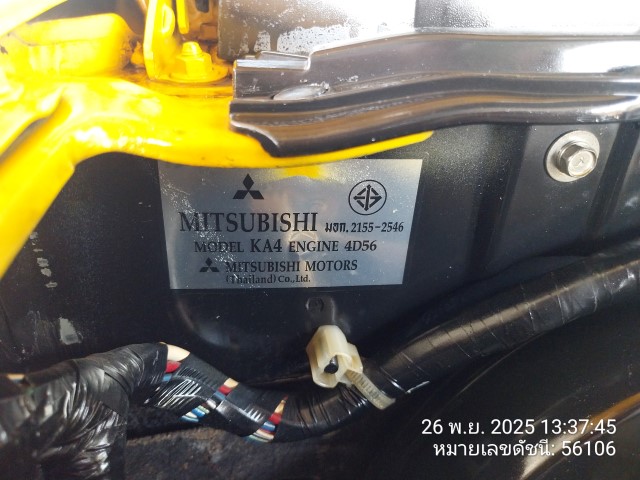 MITSUBISHI มอก.2155-2546
MODEL KA4 ENGINE 4D56
MITSUBISHI MOTORS
(Thailand) Co.,Ltd.
26 พ.ย. 2025 13:37:45
หมายเลขดัชนี: 56106